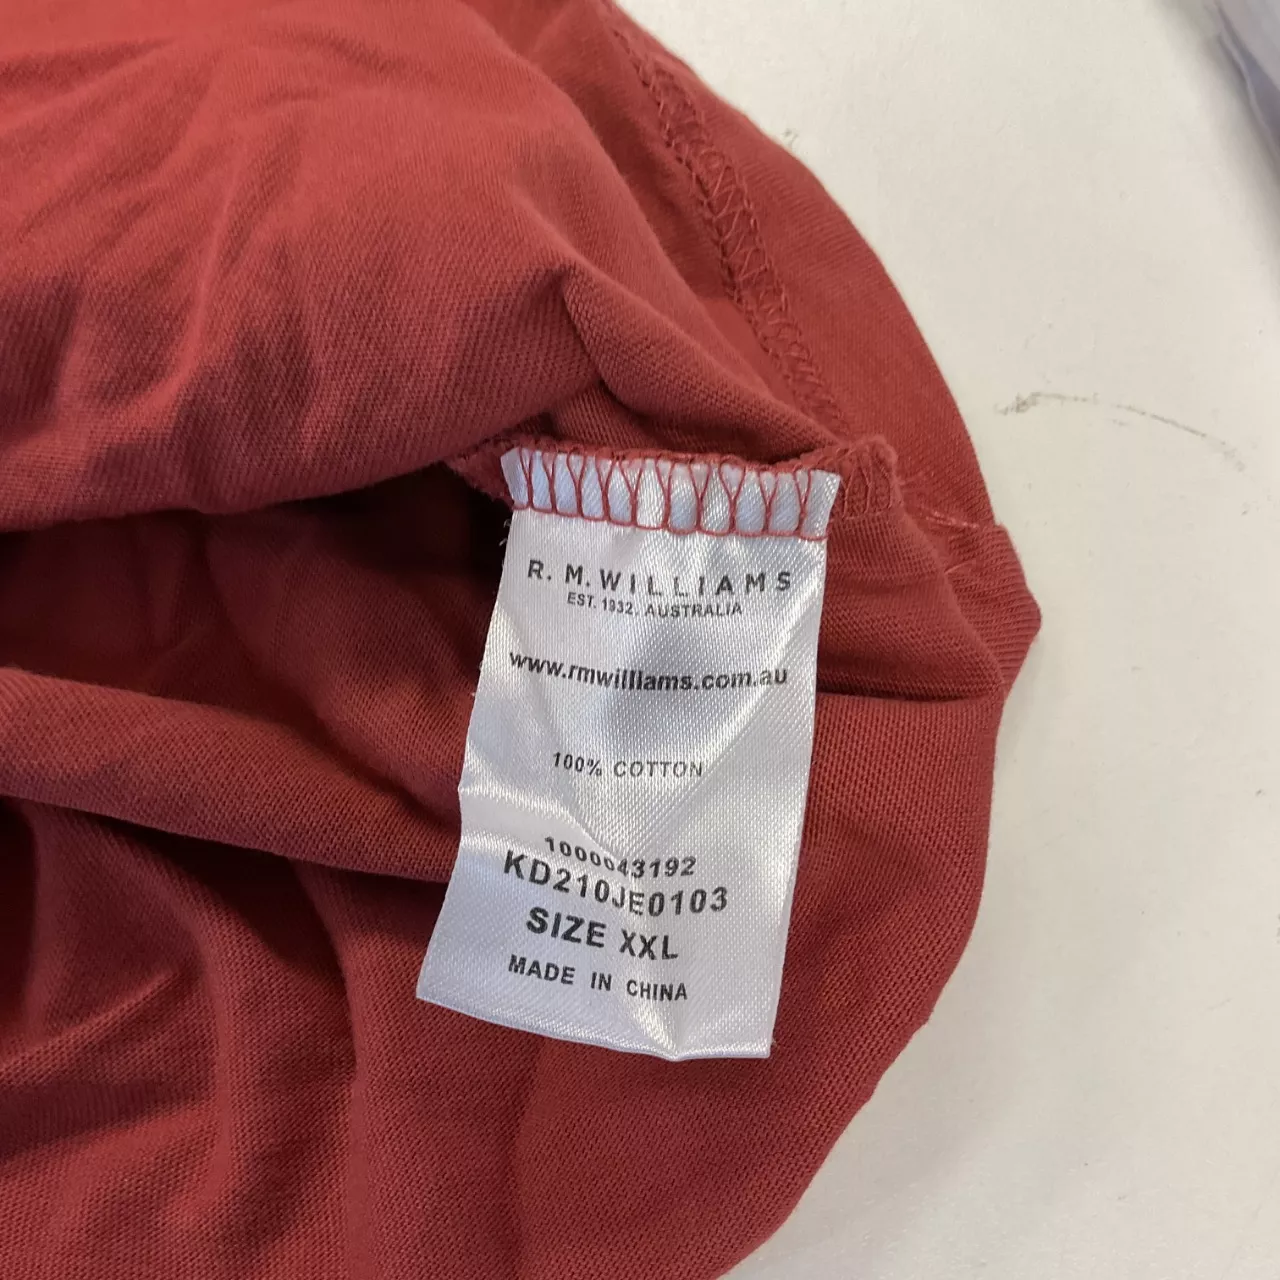 R. M. WILLIAMS
EST. 1932. AUSTRALIA
www.rmwilliams.com.au
100% COTTON
1000043192
KD210JE0103
SIZE XXL
MADE IN CHINA